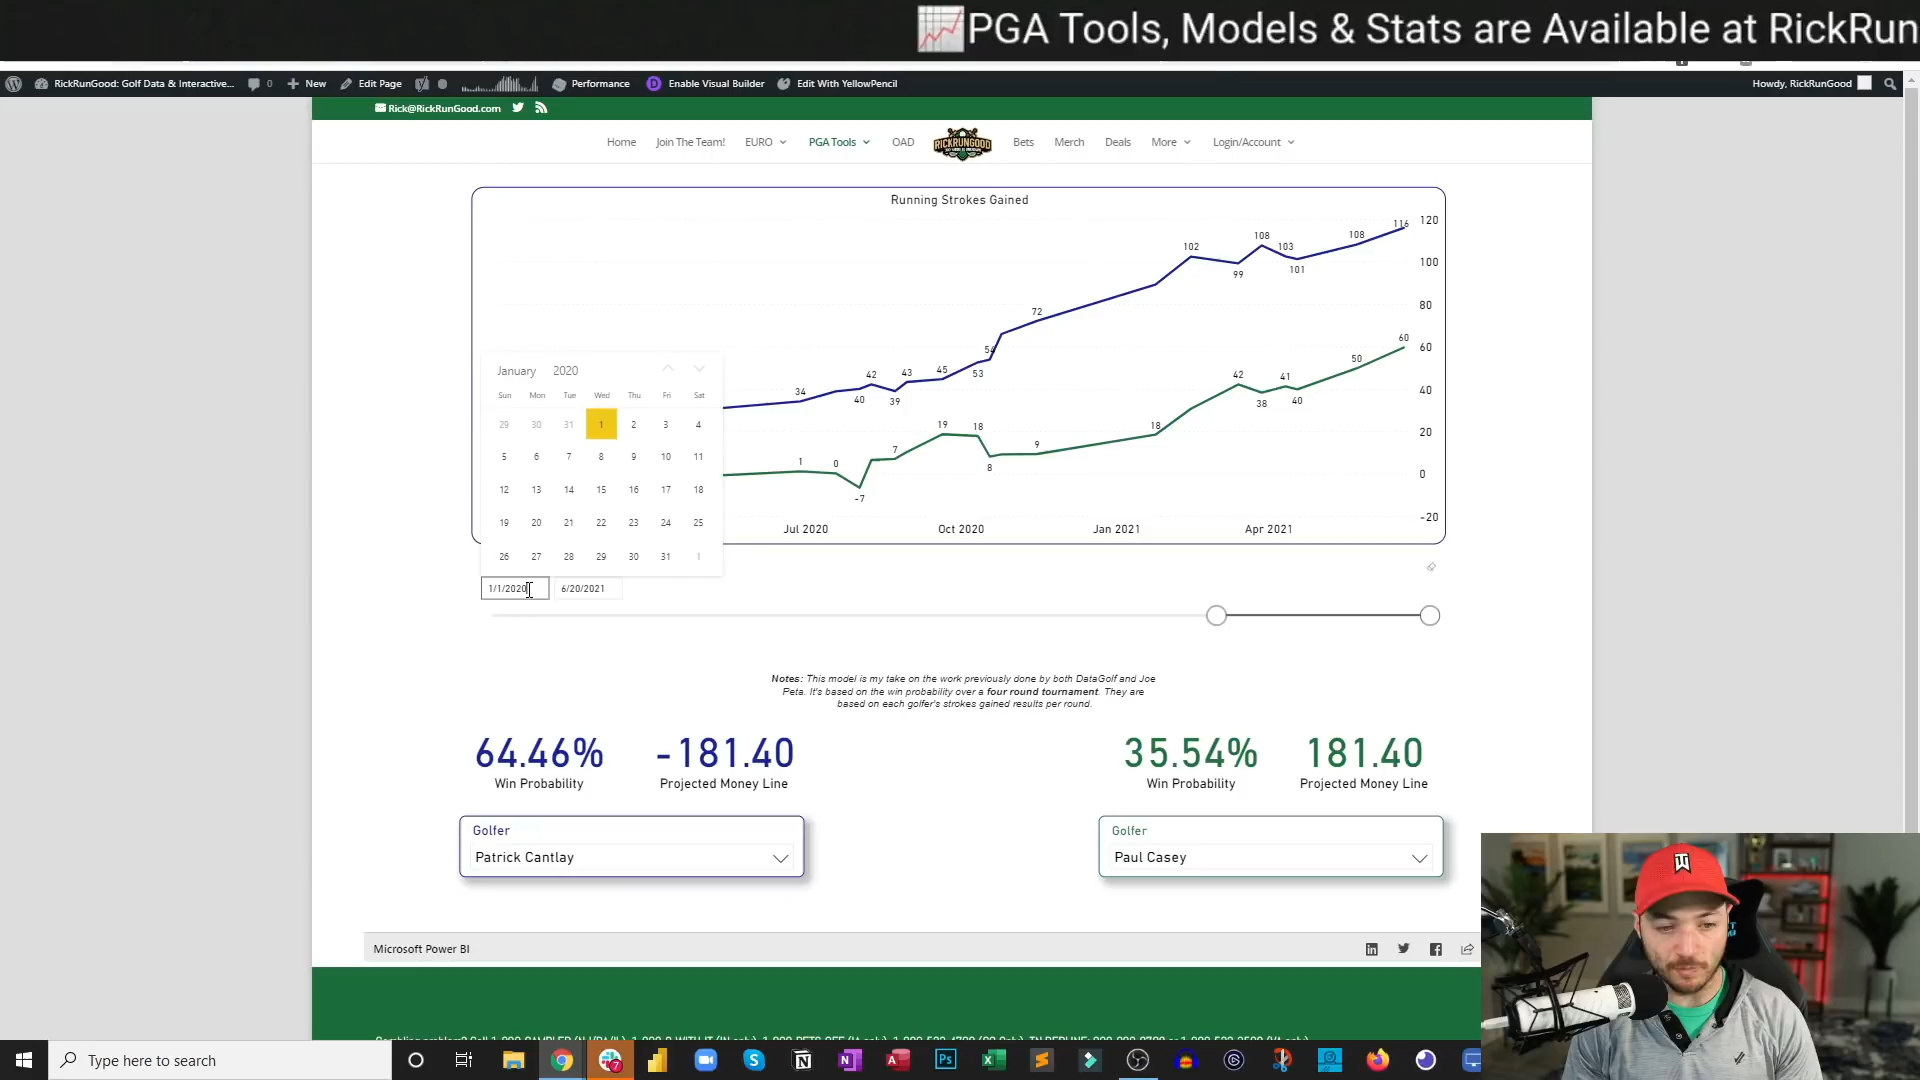 PGA Tools, Models & Stats are Available at RickRun
RickRunGood: Golf Data & Interactive... 0 New Edit Page Performance Enable Visual Builder Edit With YellowPencil Howdy, RickRunGood
Rick@RickRunGood.com
Home Join The Team! EURO PGA Tools OAD RICKRUNGOOD Bets Merch Deals More Login/Account
Running Strokes Gained
120
100
80
60
40
20
0
-20
34 40 42 39 43 45 53 54 72 102 99 108 103 101 108 116
1 0 -7 7 19 18 8 9 18 42 38 41 40 50 60
Jul 2020 Oct 2020 Jan 2021 Apr 2021
January 2020
Sun Mon Tue Wed Thu Fri Sat
29 30 31 1 2 3 4
5 6 7 8 9 10 11
12 13 14 15 16 17 18
19 20 21 22 23 24 25
26 27 28 29 30 31 1
1/1/2020 6/20/2021
Notes: This model is my take on the work previously done by both DataGolf and Joe
Peta. It's based on the win probability over a four round tournament. They are
based on each golfer's strokes gained results per round.
64.46% -181.40 35.54% 181.40
Win Probability Projected Money Line Win Probability Projected Money Line
Golfer Golfer
Patrick Cantlay Paul Casey
Microsoft Power BI
Type here to search